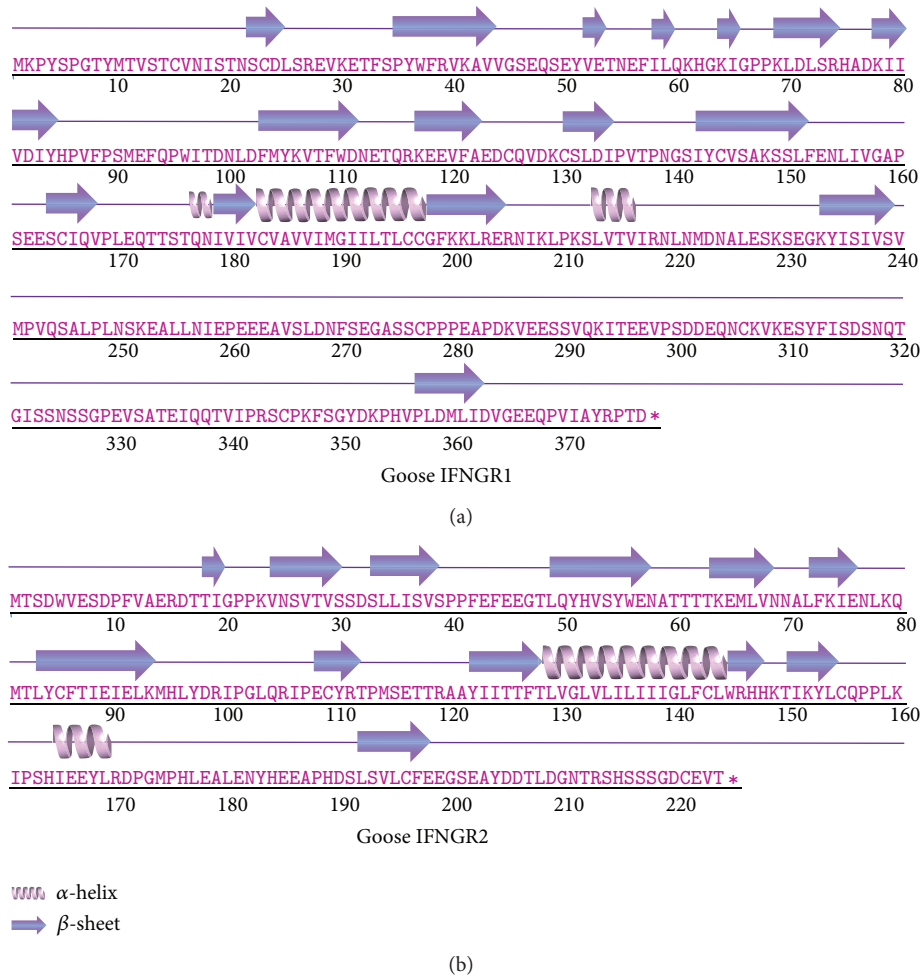 MKPYSPGTYMTVSTCVNISTNSCDLSREVKETFSPYWFRVKAVVGSEQSEYVETNEFILQKHGKIGPPKLDLSRHADKII
10 20 30 40 50 60 70 80
VDIYHPVFPSMEFQPWITDNLDFMYKVTFWDNETQRKEEVFAEDCQVDKCSLDIPVTPNGSIYCVSAKSSLFENLIVGAP
90 100 110 120 130 140 150 160
SEESCIQVPLEQTTSTQNIVIVCVAVVIMGIILTLCCGFKKLRERNIKLPKSLVTVIRNLNMDNALESKSEGKYISIVSV
170 180 190 200 210 220 230 240
MPVQSALPLNSKEALLNIEPEEEAVSLDNFSEGASSCPPPEAPDKVEESSVQKITEEVPSDDEQNCKVKESYFISDSNQT
250 260 270 280 290 300 310 320
GISSNSSGPEVSATEIQQTVIPRSCPKFSGYDKPHVPLDMLIDVGEEQPVIAYRPTD*
330 340 350 360 370
Goose IFNGR1
(a)
MTSDWVESDPFVAERDTTIGPPKVNSVTVSSDSLLISVSPPFEFEEGTLQYHVSYWENATTTTKEMLVNNALFKIENLKQ
10 20 30 40 50 60 70 80
MTLYCFTIEIELKMHLYDRIPGLQRIPECYRTPMSETTRAAYIITTFTLVGLVLILIIIGLFCLWRHHKTIKYLCQPPLK
90 100 110 120 130 140 150 160
IPSHIEEYLRDPGMPHLEALENYHEEAPHDSLSVLCFEEGSEAYDDTLDGNTRSHSSSGDCEVT*
170 180 190 200 210 220
Goose IFNGR2
α-helix
β-sheet
(b)